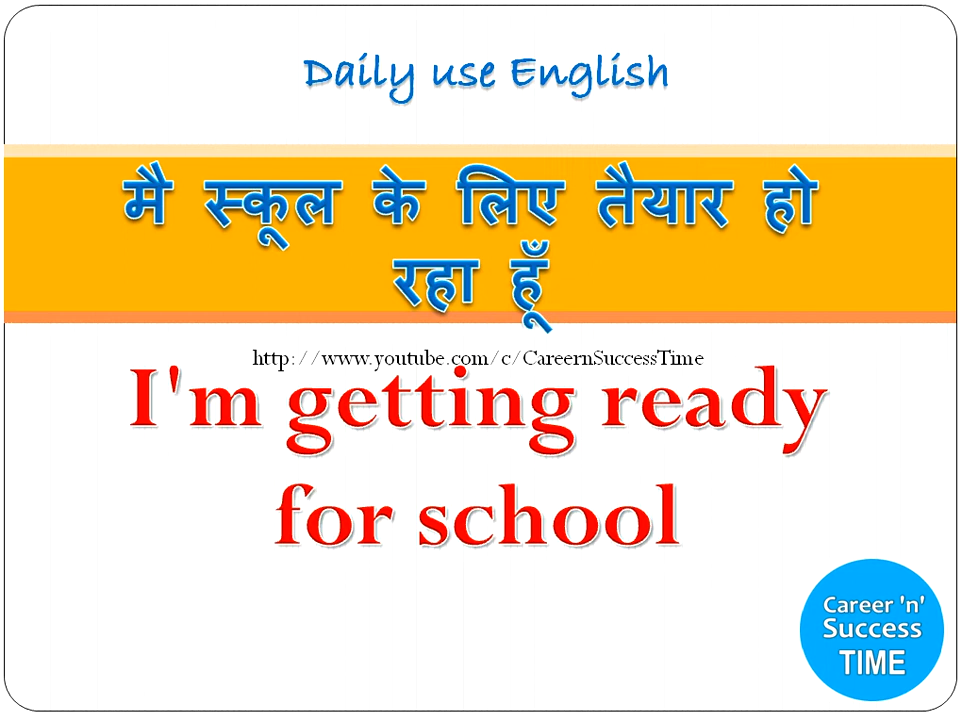 Daily use English
मै स्कूल के लिए तैयार हो
रहा हूँ
http://www.youtube.com/c/CareernSuccessTime
I'm getting ready
for school
Career 'n'
Success
TIME